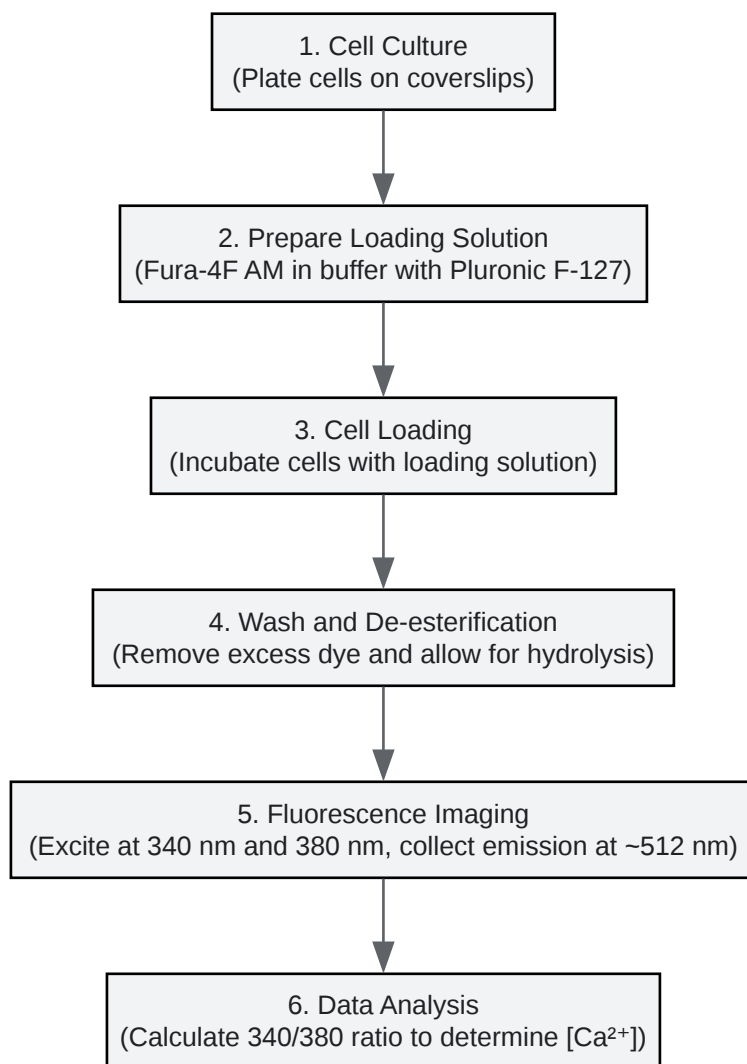 1. Cell Culture
(Plate cells on coverslips)
2. Prepare Loading Solution
(Fura-4F AM in buffer with Pluronic F-127)
3. Cell Loading
(Incubate cells with loading solution)
4. Wash and De-esterification
(Remove excess dye and allow for hydrolysis)
5. Fluorescence Imaging
(Excite at 340 nm and 380 nm, collect emission at ~512 nm)
6. Data Analysis
(Calculate 340/380 ratio to determine [Ca²⁺])